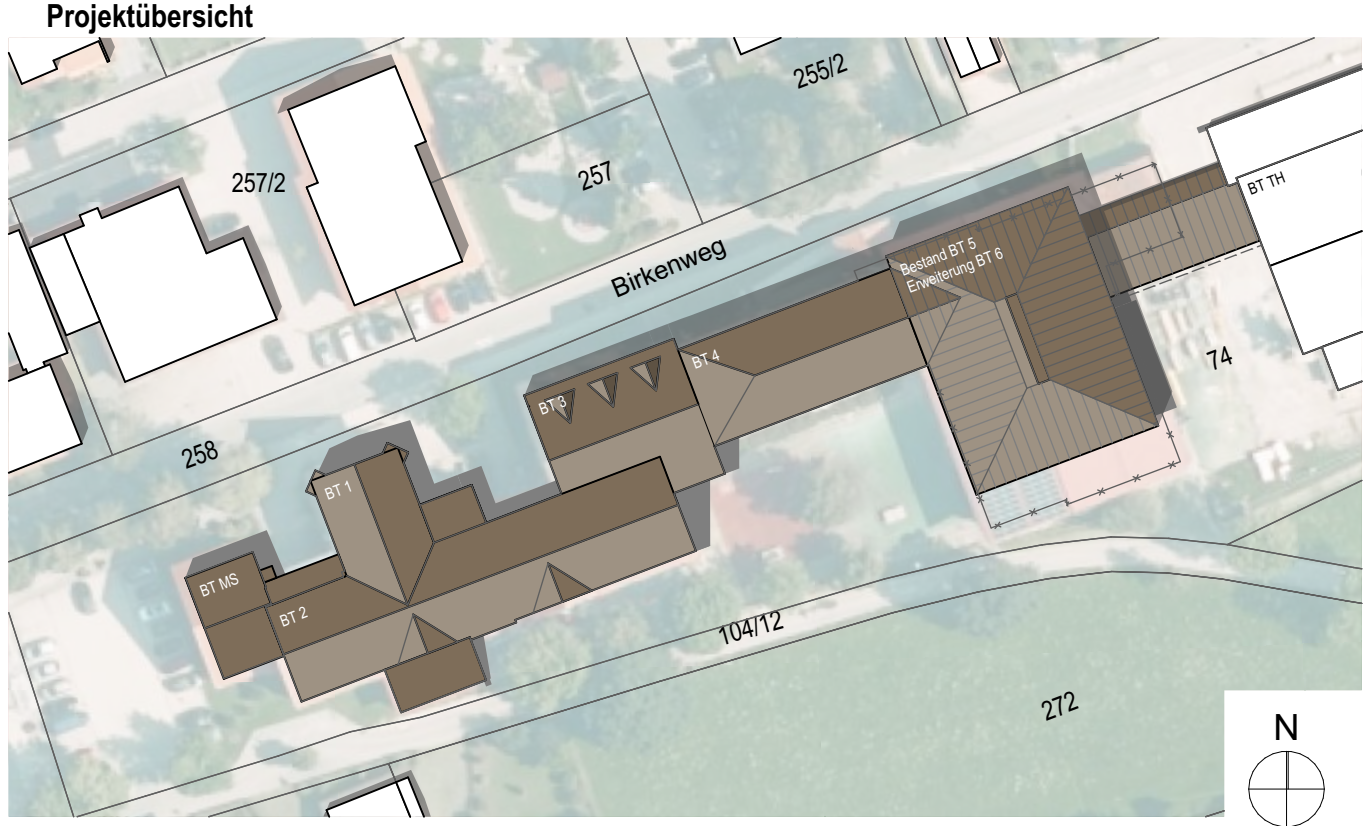 Projektübersicht
255/2
257/2
257
BT TH
Birkenweg
Bestand BT 5
Erweiterung BT 6
BT 4
74
BT 3
258
BT 1
BT MS
BT 2
104/12
272
N